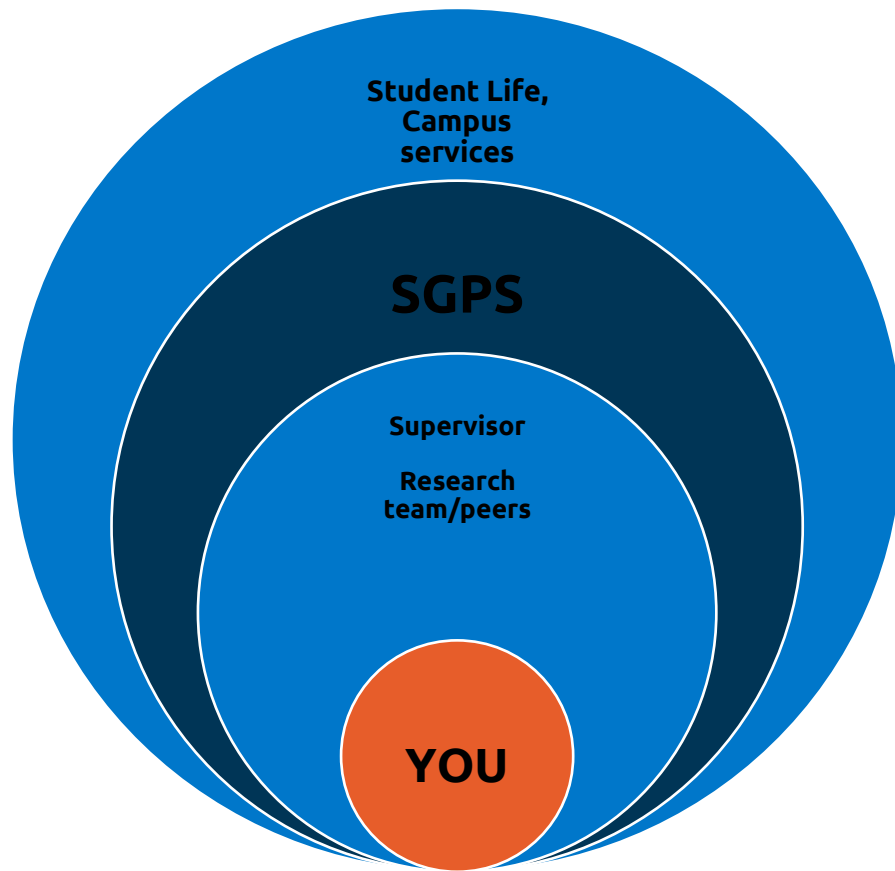 Student Life,
Campus
services
SGPS
Supervisor
Research
team/peers
YOU